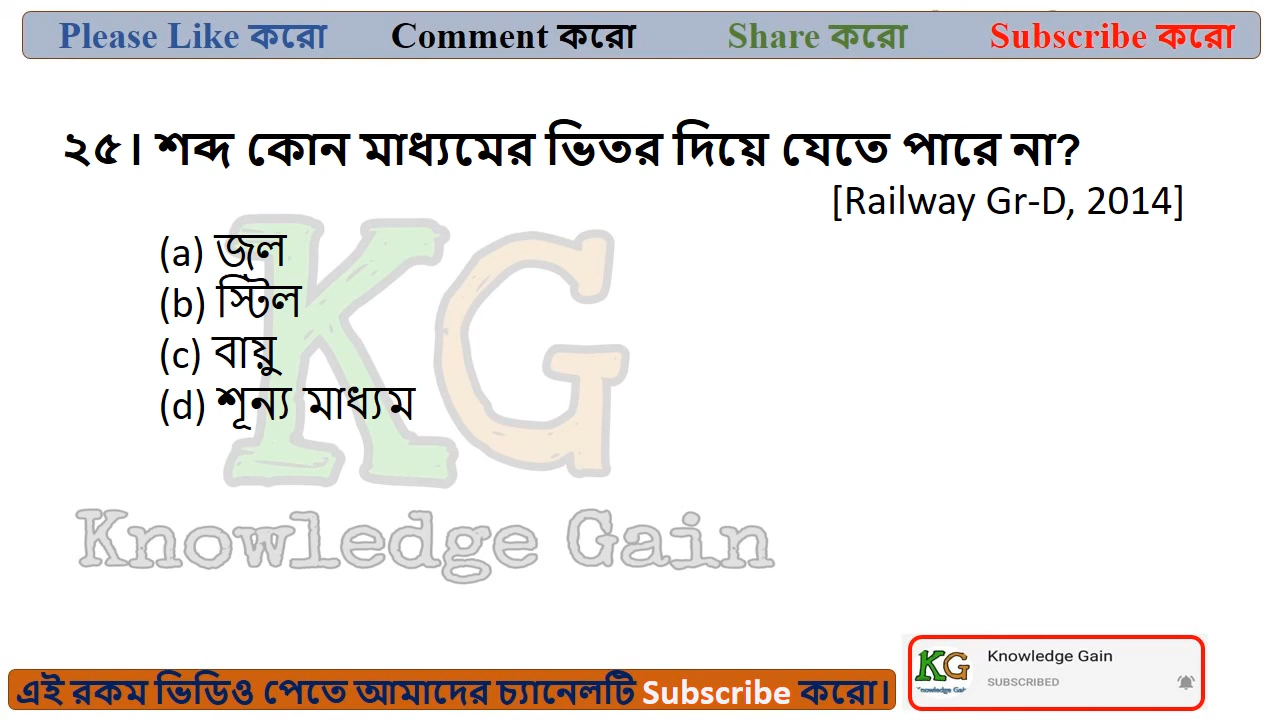 Please Like করো Comment করো Share করো Subscribe করো
২৫। শব্দ কোন মাধ্যমের ভিতর দিয়ে যেতে পারে না?
[Railway Gr-D, 2014]
(a) জল
(b) স্টিল
(c) বায়ু
(d) শূন্য মাধ্যম
KG
Knowledge Gain
এই রকম ভিডিও পেতে আমাদের চ্যানেলটি Subscribe করো।
KG
Knowledge Gain
SUBSCRIBED